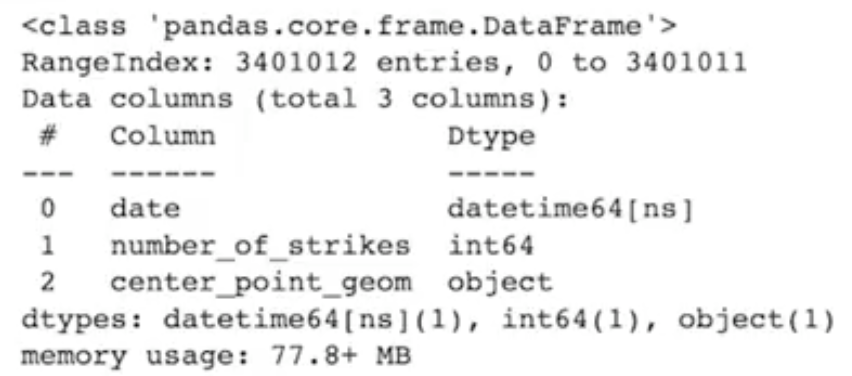 <class 'pandas.core.frame.DataFrame'>
RangeIndex: 3401012 entries, 0 to 3401011
Data columns (total 3 columns):
 #   Column             Dtype
---  ------             -----
 0   date               datetime64[ns]
 1   number_of_strikes  int64
 2   center_point_geom  object
dtypes: datetime64[ns](1), int64(1), object(1)
memory usage: 77.8+ MB